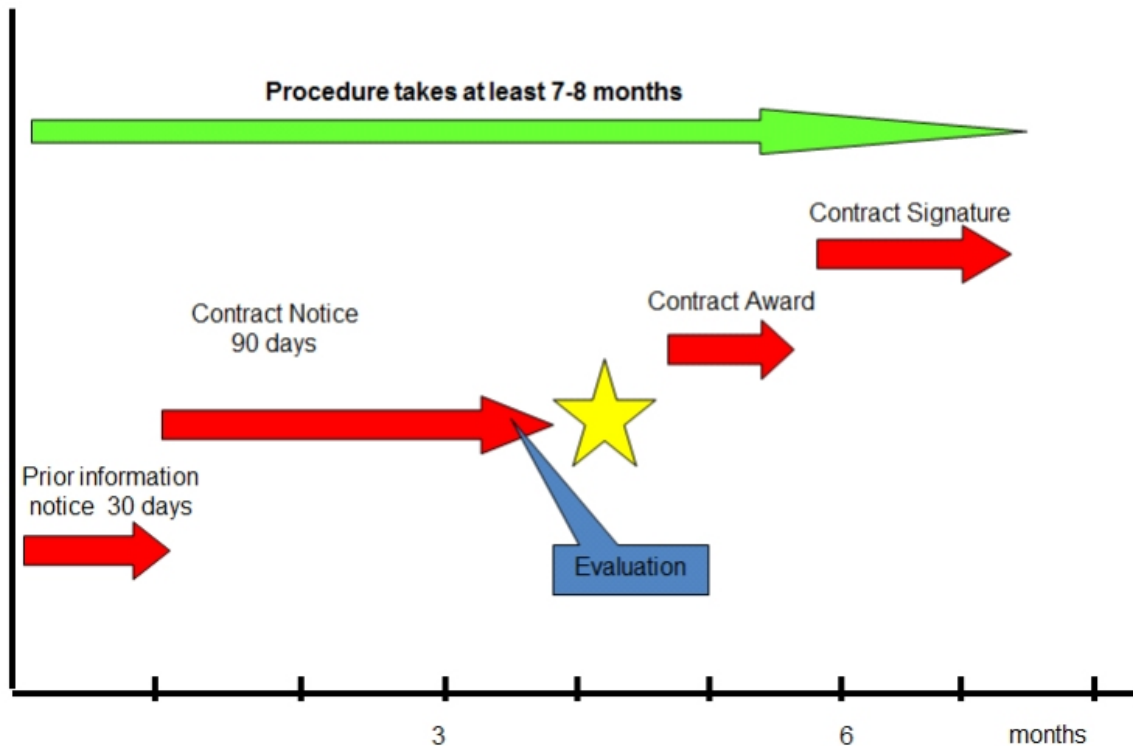 Procedure takes at least 7-8 months
Contract Signature
Contract Award
Contract Notice
90 days
Prior information
notice 30 days
Evaluation
3
6
months